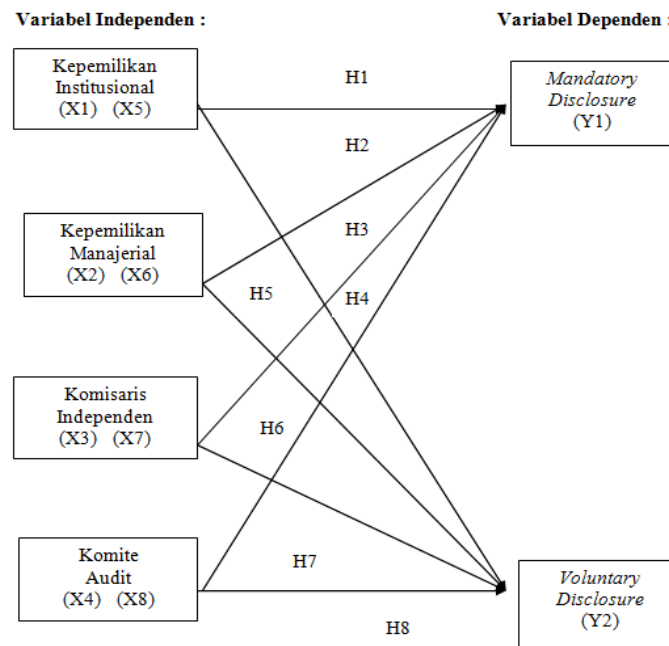 Variabel Independen :
Variabel Dependen :
Kepemilikan
Institusional
(X1) (X5)
H1
Mandatory
Disclosure
(Y1)
H2
Kepemilikan
Manajerial
(X2) (X6)
H3
H5
H4
Komisaris
Independen
(X3) (X7)
H6
Komite
Audit
(X4) (X8)
H7
Voluntary
Disclosure
(Y2)
H8